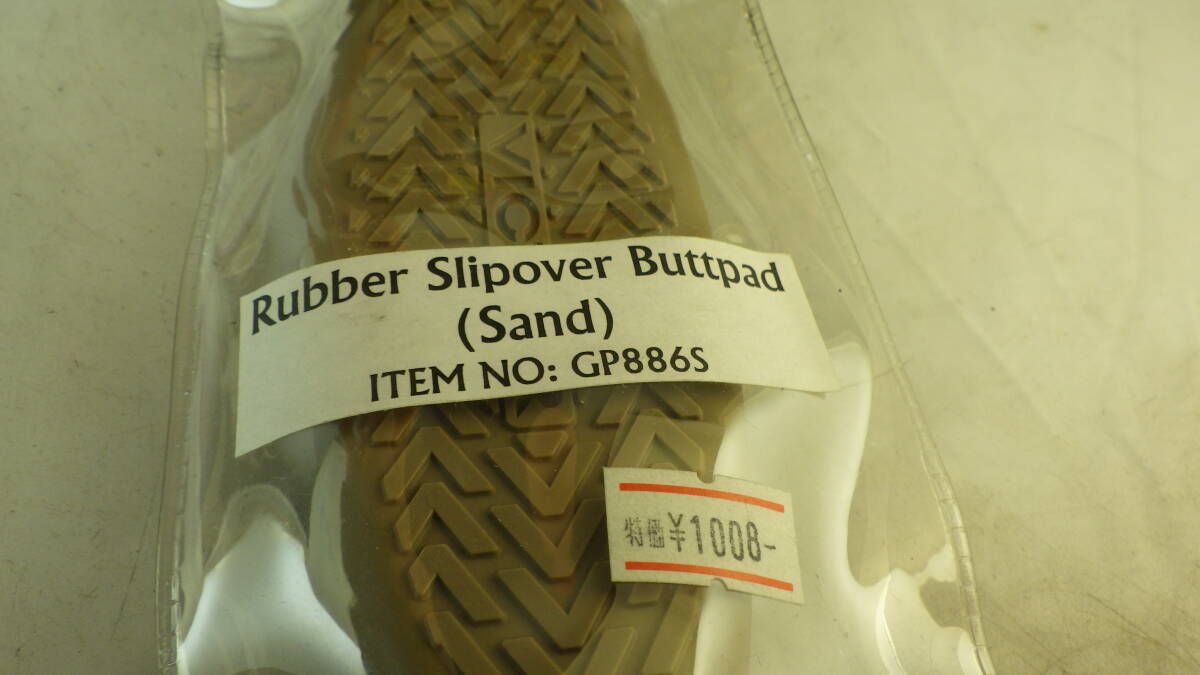 Rubber Slipover Buttpad
(Sand)
ITEM NO: GP886S
特価¥1008-